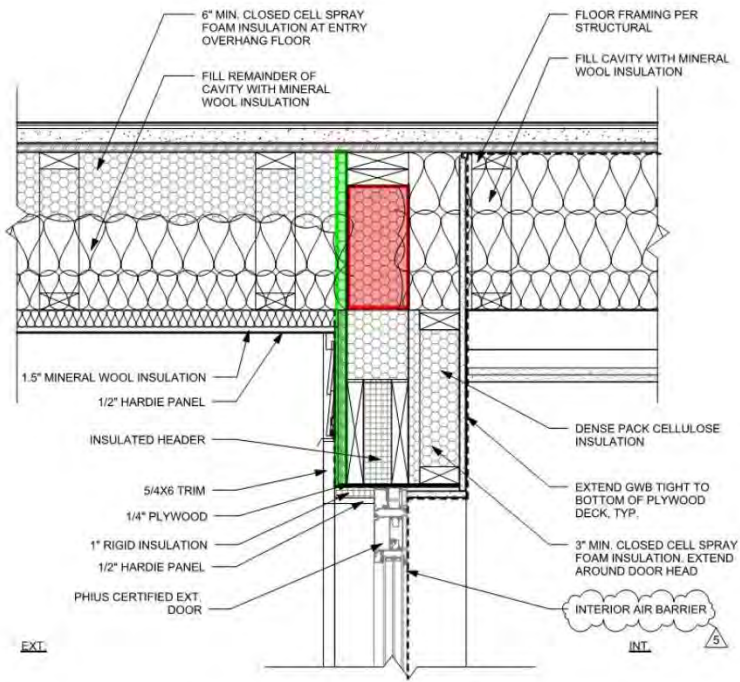 6" MIN. CLOSED CELL SPRAY
FOAM INSULATION AT ENTRY
OVERHANG FLOOR
FILL REMAINDER OF
CAVITY WITH MINERAL
WOOL INSULATION
FLOOR FRAMING PER
STRUCTURAL
FILL CAVITY WITH MINERAL
WOOL INSULATION
1.5" MINERAL WOOL INSULATION
1/2" HARDIE PANEL
INSULATED HEADER
5/4X6 TRIM
1/4" PLYWOOD
1" RIGID INSULATION
1/2" HARDIE PANEL
PHIUS CERTIFIED EXT.
DOOR
EXT.
DENSE PACK CELLULOSE
INSULATION
EXTEND GWB TIGHT TO
BOTTOM OF PLYWOOD
DECK, TYP.
3" MIN. CLOSED CELL SPRAY
FOAM INSULATION. EXTEND
AROUND DOOR HEAD
INTERIOR AIR BARRIER
5
INT.